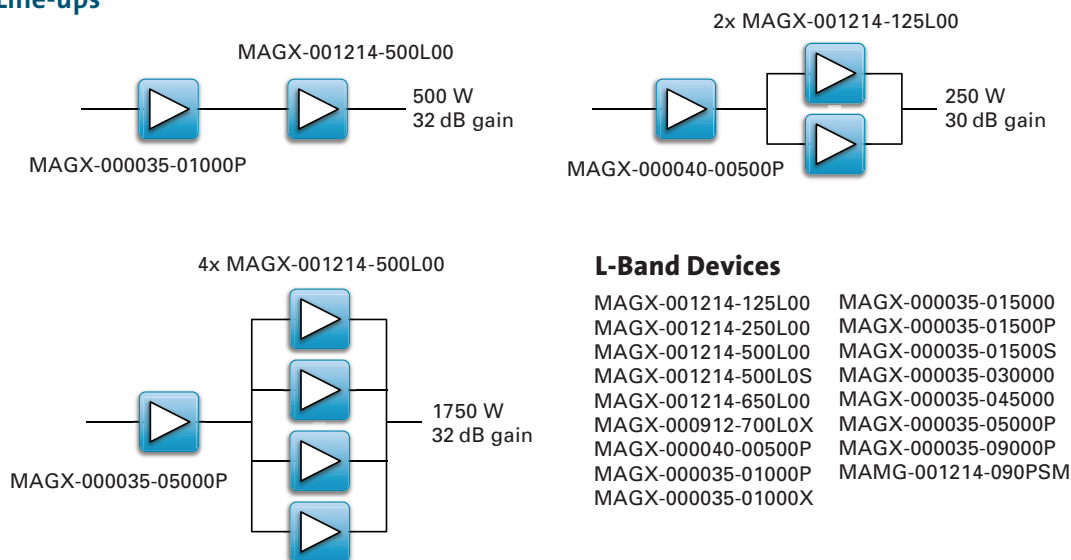 Line-ups
MAGX-001214-500L00
500 W
32 dB gain
MAGX-000035-01000P
2x MAGX-001214-125L00
250 W
30 dB gain
MAGX-000040-00500P
4x MAGX-001214-500L00
1750 W
32 dB gain
MAGX-000035-05000P
L-Band Devices
MAGX-001214-125L00
MAGX-001214-250L00
MAGX-001214-500L00
MAGX-001214-500L0S
MAGX-001214-650L00
MAGX-000912-700L0X
MAGX-000040-00500P
MAGX-000035-01000P
MAGX-000035-01000X
MAGX-000035-015000
MAGX-000035-01500P
MAGX-000035-01500S
MAGX-000035-030000
MAGX-000035-045000
MAGX-000035-05000P
MAGX-000035-09000P
MAMG-001214-090PSM